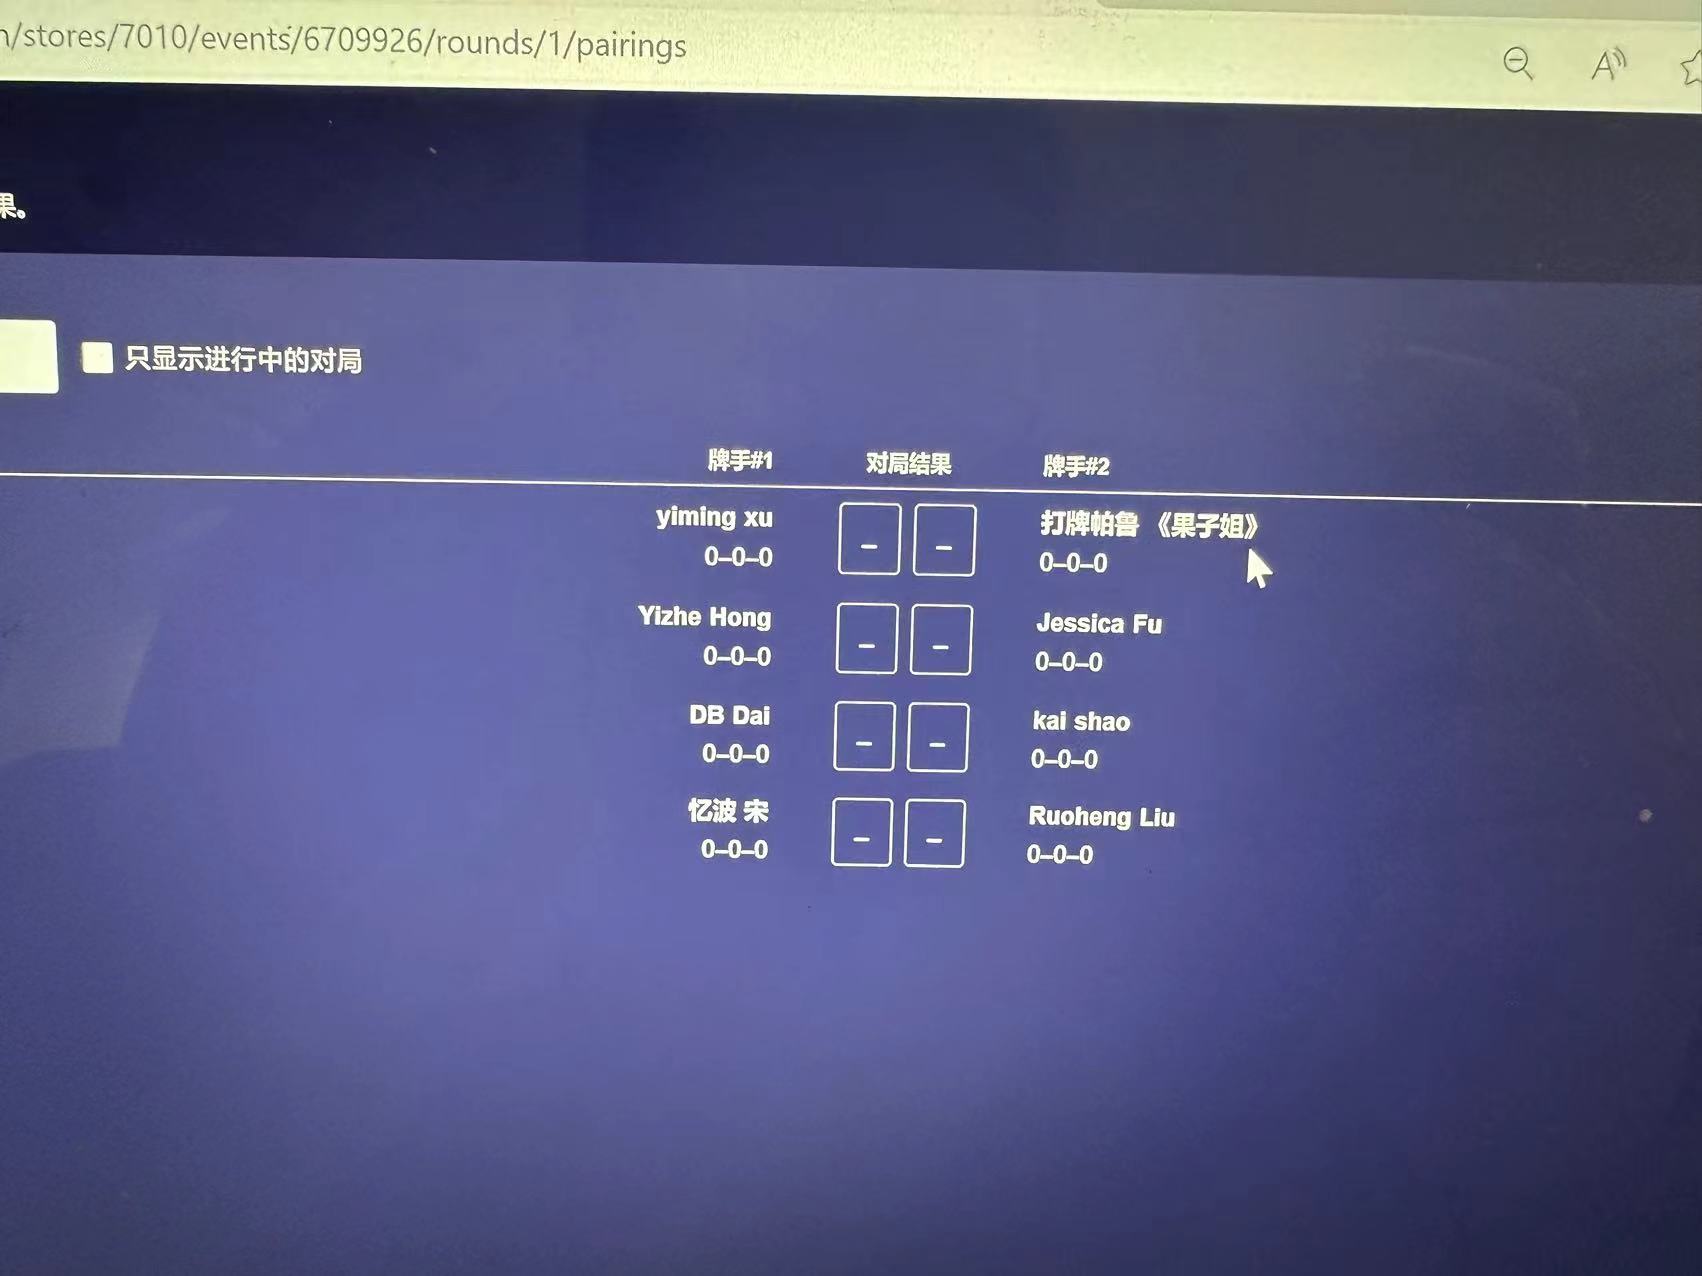 /stores/7010/events/6709926/rounds/1/pairings
果。
只显示进行中的对局
牌手#1 对局结果 牌手#2
yiming xu – – 打牌帕鲁 《果子姐》
0–0–0 0–0–0
Yizhe Hong – – Jessica Fu
0–0–0 0–0–0
DB Dai – – kai shao
0–0–0 0–0–0
忆波 宋 – – Ruoheng Liu
0–0–0 0–0–0